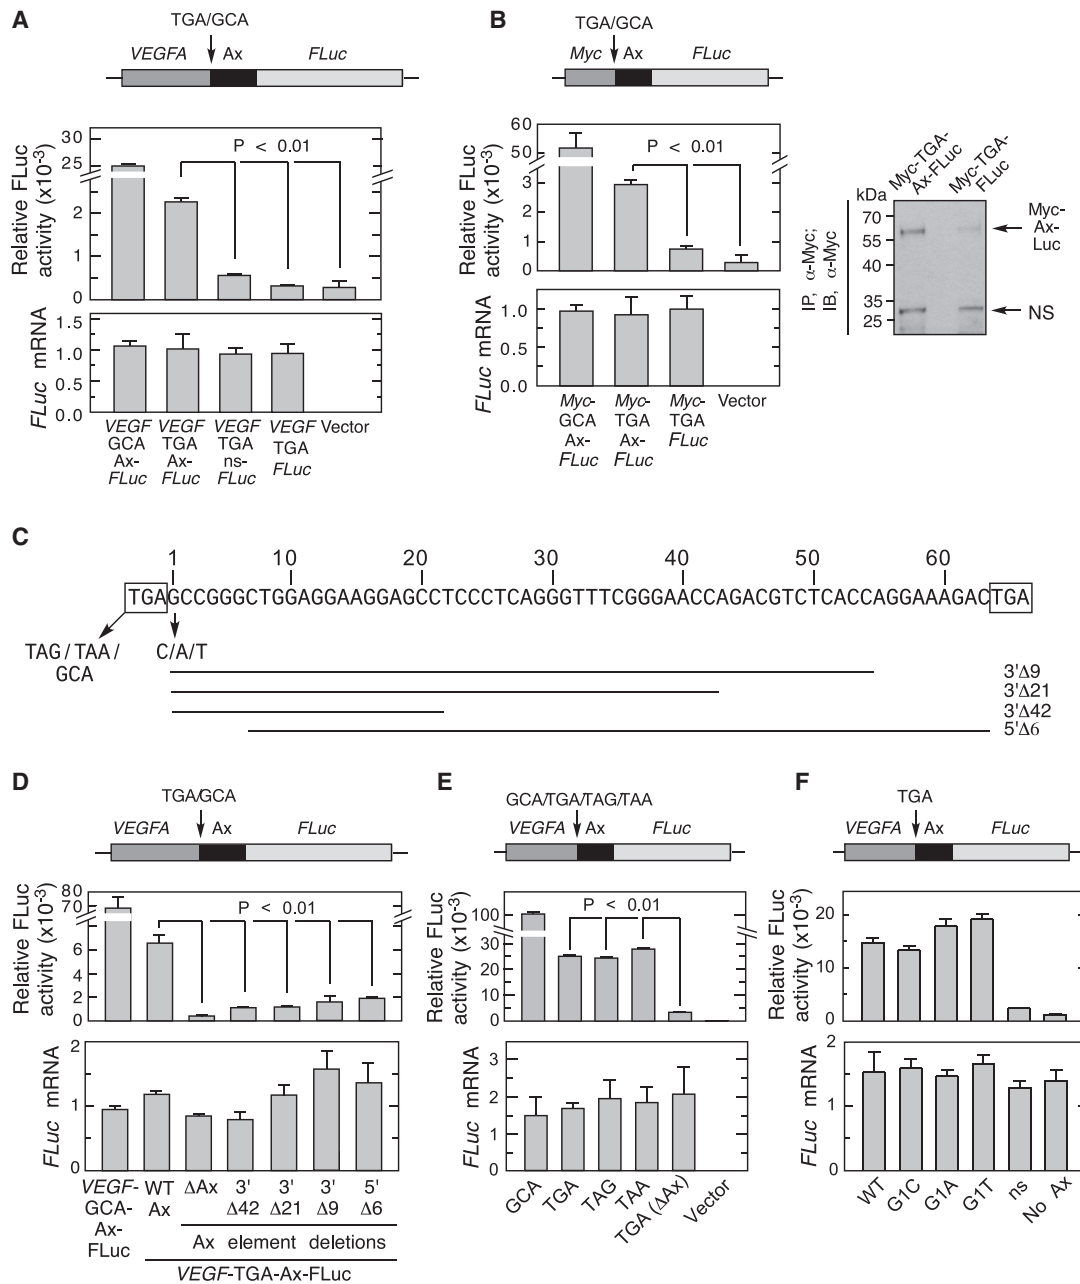 A
TGA/GCA
VEGFA Ax FLuc
Relative FLuc activity (x10-3)
30
25
2
1
0
P < 0.01
FLuc mRNA
1.5
1.0
0.5
0.0
VEGF GCA Ax-FLuc
VEGF TGA Ax-FLuc
VEGF TGA ns-FLuc
VEGF TGA FLuc
Vector
B
TGA/GCA
Myc Ax FLuc
Relative FLuc activity (x10-3)
60
50
3
2
1
0
P < 0.01
FLuc mRNA
1.0
0.5
0.0
Myc-GCA Ax-FLuc
Myc-TGA Ax-FLuc
Myc-TGA FLuc
Vector
Myc-TGA-Ax-FLuc
Myc-TGA-FLuc
kDa
70
55
40
35
25
IP, α-Myc;
IB, α-Myc
Myc-Ax-Luc
NS
C
1 10 20 30 40 50 60
TGAGCCGGGCTGGAGGAAGGAGCCTCCCTCAGGGTTTCGGGAACCAGACGTCTCACCAGGAAAGACTGA
TAG/TAA/
GCA
C/A/T
3'Δ9
3'Δ21
3'Δ42
5'Δ6
D
TGA/GCA
VEGFA Ax FLuc
Relative FLuc activity (x10-3)
80
70
6
4
2
0
P < 0.01
FLuc mRNA
2
1
0
VEGF-GCA-Ax-FLuc
WT Ax
ΔAx
3' Δ42
3' Δ21
3' Δ9
5' Δ6
Ax element deletions
VEGF-TGA-Ax-FLuc
E
GCA/TGA/TAG/TAA
VEGFA Ax FLuc
Relative FLuc activity (x10-3)
100
30
25
10
0
P < 0.01
FLuc mRNA
3
2
1
0
GCA
TGA
TAG
TAA
TGA (ΔAx)
Vector
F
TGA
VEGFA Ax FLuc
Relative FLuc activity (x10-3)
20
10
0
FLuc mRNA
2
1
0
WT
G1C
G1A
G1T
ns
No Ax